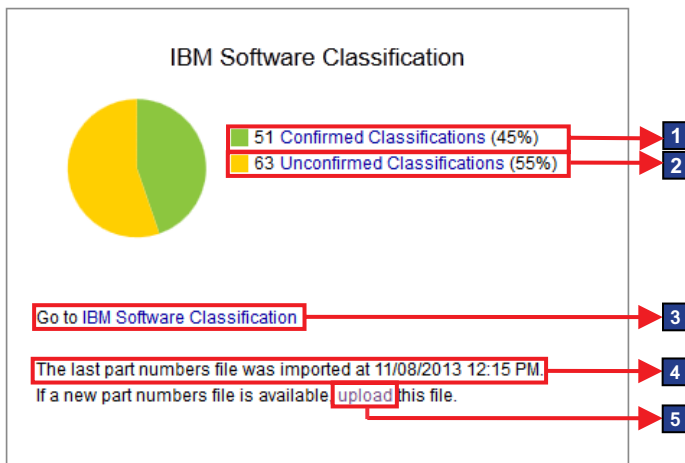 IBM Software Classification
51 Confirmed Classifications (45%)
1
63 Unconfirmed Classifications (55%)
2
Go to IBM Software Classification
3
The last part numbers file was imported at 11/08/2013 12:15 PM.
4
If a new part numbers file is available, upload this file.
5